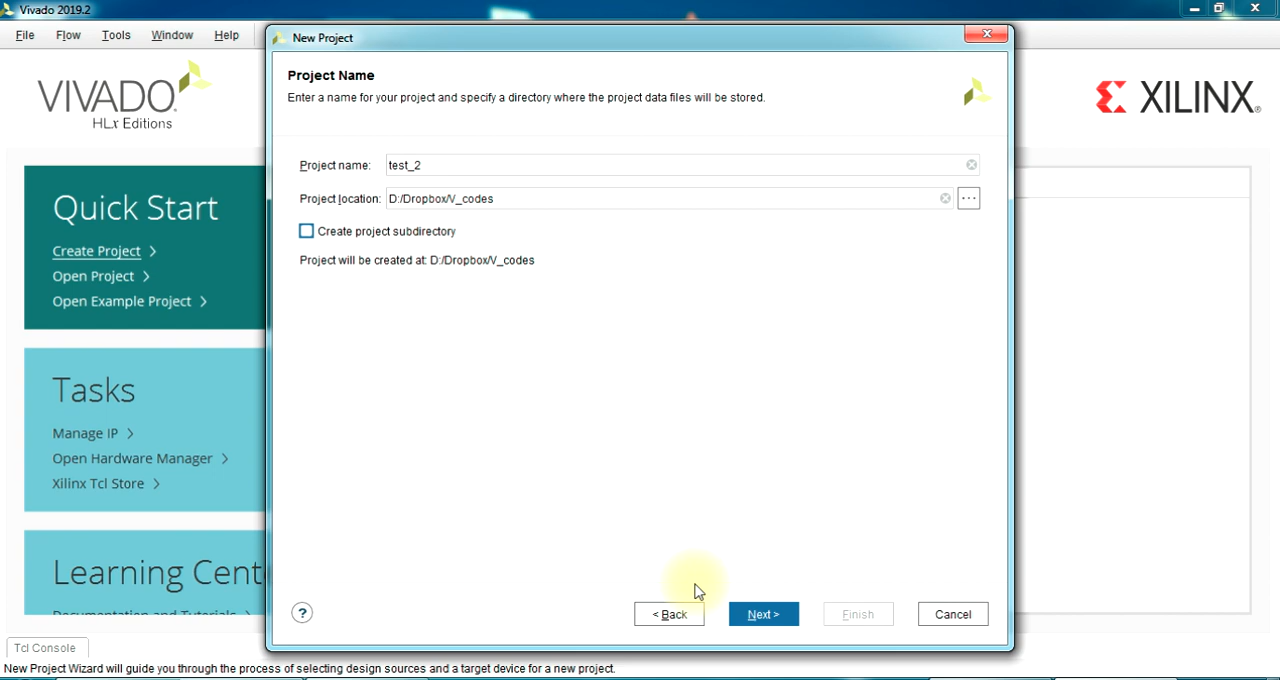 Vivado 2019.2
File Flow Tools Window Help
New Project
VIVADO
HLx Editions
XILINX
Project Name
Enter a name for your project and specify a directory where the project data files will be stored.
Project name: test_2
Project location: D:/Dropbox/V_codes ...
Create project subdirectory
Project will be created at: D:/Dropbox/V_codes
Quick Start
Create Project >
Open Project >
Open Example Project >
Tasks
Manage IP >
Open Hardware Manager >
Xilinx Tcl Store >
Learning Cent
Documentation and Tutorials >
? < Back Next > Finish Cancel
Tcl Console
New Project Wizard will guide you through the process of selecting design sources and a target device for a new project.